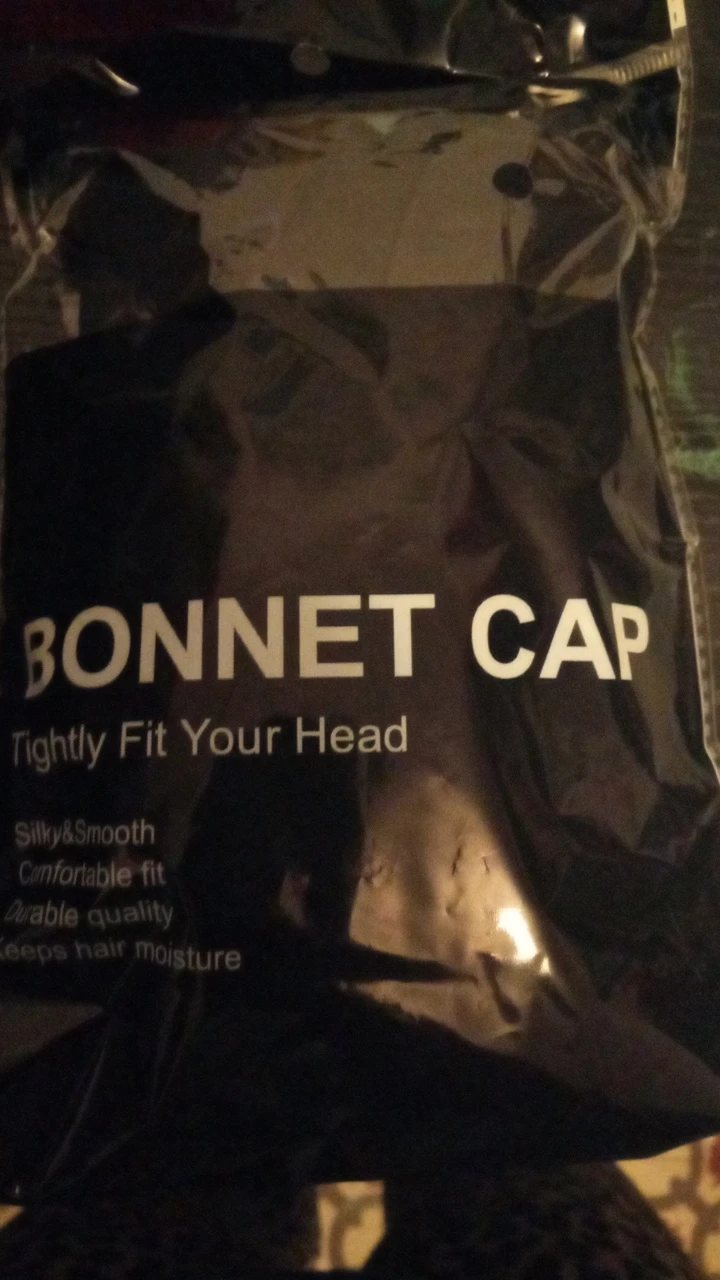 BONNET CAP
Tightly Fit Your Head
Silky&Smooth
Comfortable fit
Durable quality
Keeps hair moisture